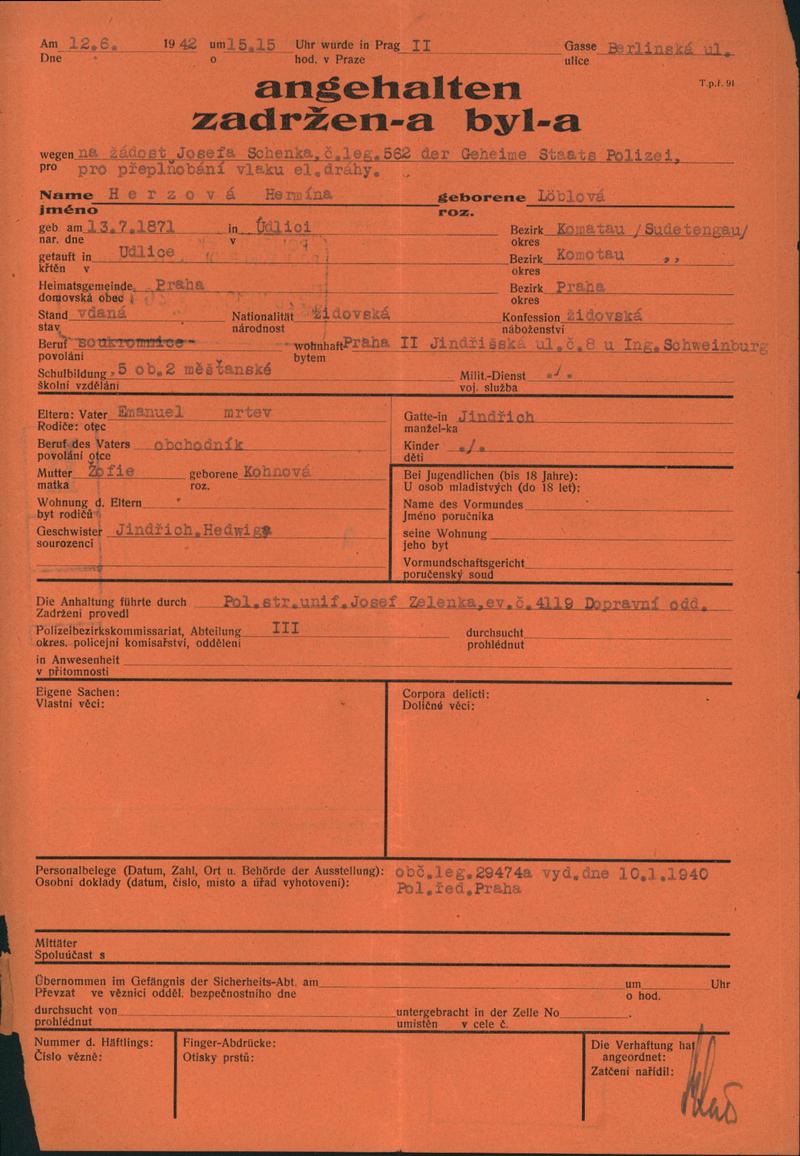 Am 12.6. 1942 um 15.15 Uhr wurde in Prag II Gasse Berlinská ul.
Dne o hod. v Praze ulice
T.p.ř. 91
angehalten
zadržen-a byl-a
wegen na žádost Josefa Schenka, č.leg.562 der Geheime Staats Polizei,
pro pro přeplňování vlaku el.dráhy.
Name Herzová Hermína geborene Löblová
jméno roz.
geb am 13.7.1871 in Údlici Bezirk Komatau /Sudetengau/
nar. dne v okres
getauft in Udlice Bezirk Komotau ,,
křtěn v okres
Heimatsgemeinde Praha Bezirk Praha
domovská obec okres
Stand vdaná Nationalität židovská Konfession židovská
stav národnost náboženství
Beruf soukromnice wohnhaft Praha II Jindřišská ul.č.8 u Ing.Schweinburg
povolání bytem
Schulbildung 5 ob.2 měšťanské Milit.-Dienst ./.
školní vzdělání voj. služba
Eltern: Vater Emanuel mrtev
Rodiče: otec
Beruf des Vaters obchodník
povolání otce
Mutter Žofie geborene Kohnová
matka roz.
Wohnung d. Eltern
byt rodičů
Geschwister Jindřich, Hedwiga
sourozenci
Gatte-in Jindřich
manžel-ka
Kinder ./.
děti
Bei Jugendlichen (bis 18 Jahre):
U osob mladistvých (do 18 let):
Name des Vormundes
Jméno poručníka
seine Wohnung
jeho byt
Vormundschaftsgericht
poručenský soud
Die Anhaltung führte durch Pol.str.unif.Josef Zelenka,ev.č.4119 Dopravní odd.
Zadržení provedl
Polizeibezirkskommissariat, Abteilung III durchsucht
okres. policejní komisařství, oddělení prohlédnut
in Anwesenheit
v přítomnosti
Eigene Sachen:
Vlastní věci:
Corpora delicti:
Doličné věci:
Personalbelege (Datum, Zahl, Ort u. Behörde der Ausstellung): obč.leg.29474a vyd.dne 10.1.1940
Osobní doklady (datum, číslo, místo a úřad vyhotovení): Pol.řed.Praha
Mittäter
Spoluúčast s
Übernommen im Gefängnis der Sicherheits-Abt. am um Uhr
Převzat ve věznici odděl. bezpečnostního dne o hod.
durchsucht von untergebracht in der Zelle No .
prohlédnut umistěn v cele č.
Nummer d. Häftlings:
Číslo vězně:
Finger-Abdrücke:
Otisky prstů:
Die Verhaftung hat
angeordnet:
Zatčení nařídil: